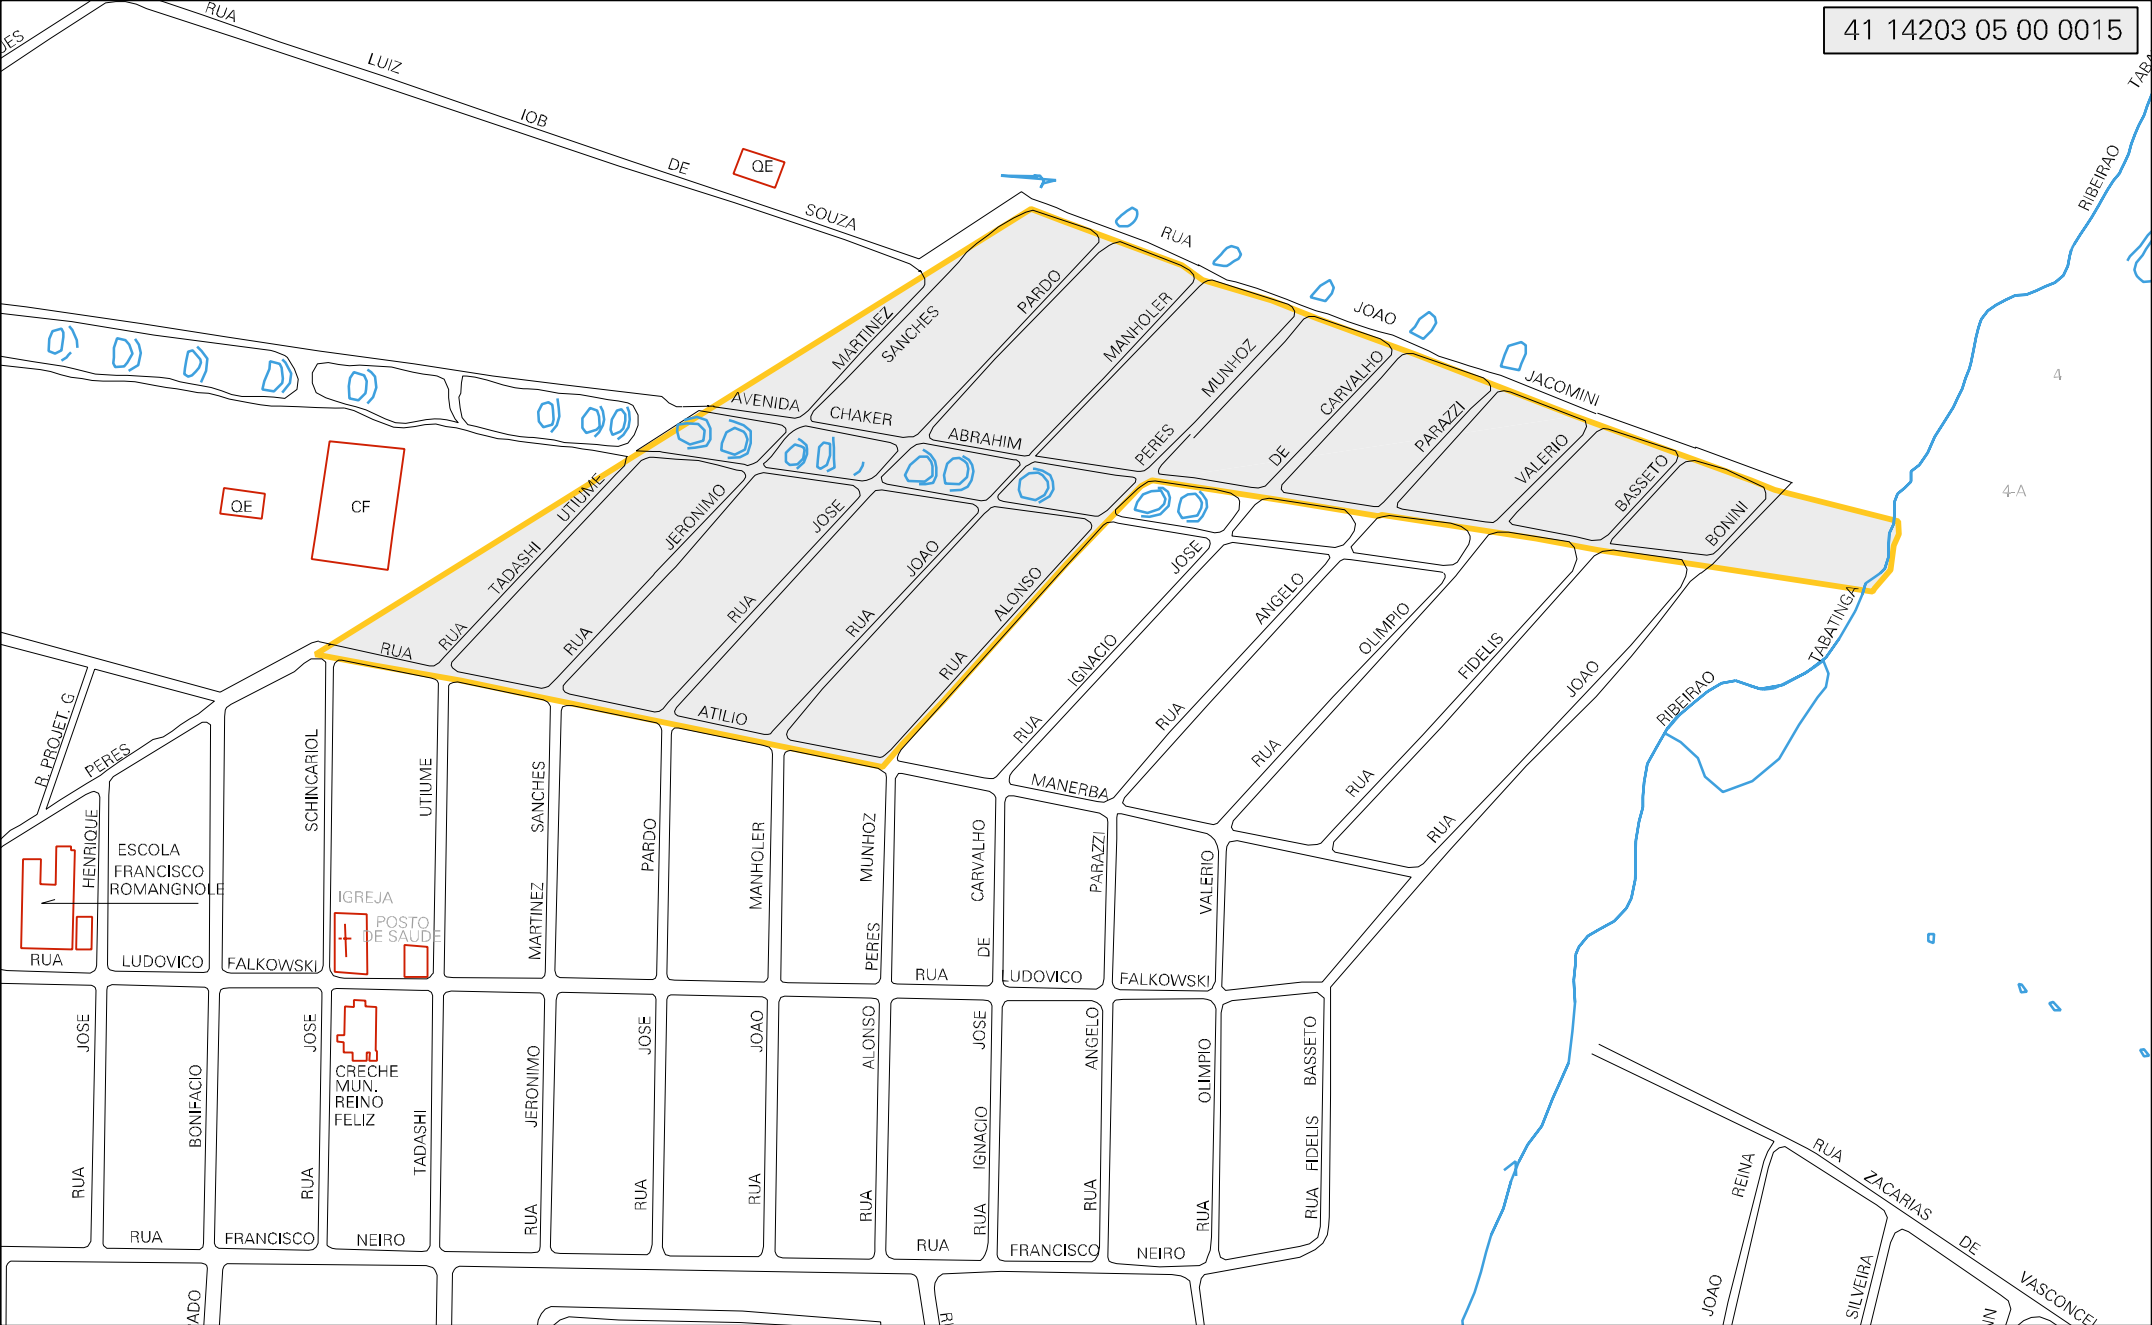 41 14203 05 00 0015
RUA
LUIZ
IOB
DE
SOUZA
QE
RUA
JOAO
JACOMINI
RIBEIRAO
4
4-A
MARTINEZ
SANCHES
PARDO
MANHOLER
MUNHOZ
PERES
CARVALHO
DE
PARAZZI
VALERIO
BASSETO
BONINI
AVENIDA
CHAKER
ABRAHIM
QE
CF
UTIUME
TADASHI
RUA
JERONIMO
RUA
JOSE
RUA
JOAO
RUA
ALONSO
RUA
JOSE
IGNACIO
RUA
ANGELO
RUA
OLIMPIO
RUA
FIDELIS
RUA
JOAO
RUA
TABATINGA
RIBEIRAO
RUA
ATILIO
MANERBA
R. PROJET. G
PERES
HENRIQUE
SCHINCARIOL
UTIUME
SANCHES
MARTINEZ
PARDO
MANHOLER
MUNHOZ
PERES
CARVALHO
DE
PARAZZI
VALERIO
ESCOLA
FRANCISCO
ROMANGNOLE
IGREJA
POSTO
DE SAUDE
RUA
LUDOVICO
FALKOWSKI
RUA
LUDOVICO
FALKOWSKI
JOSE
RUA
BONIFACIO
JOSE
RUA
CRECHE
MUN.
REINO
FELIZ
TADASHI
JERONIMO
RUA
JOSE
RUA
JOAO
RUA
ALONSO
RUA
JOSE
IGNACIO
RUA
ANGELO
RUA
OLIMPIO
RUA
BASSETO
FIDELIS
RUA
RUA
FRANCISCO
NEIRO
RUA
FRANCISCO
NEIRO
REINA
JOAO
SILVEIRA
RUA
ZACARIAS
DE